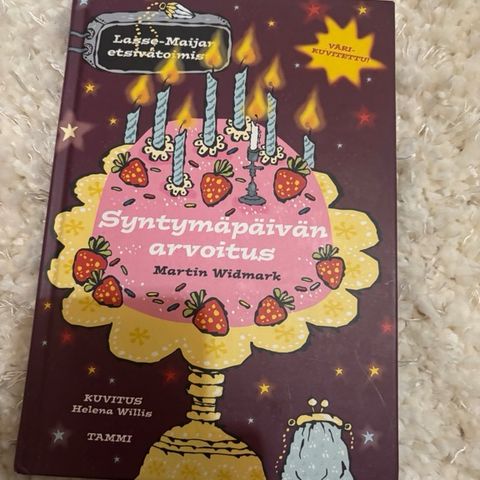 Lasse-Maijan
etsivätoimisto
VÄRI-
KUVITETTU!
Syntymäpäivän
arvoitus
Martin Widmark
KUVITUS
Helena Willis
TAMMI